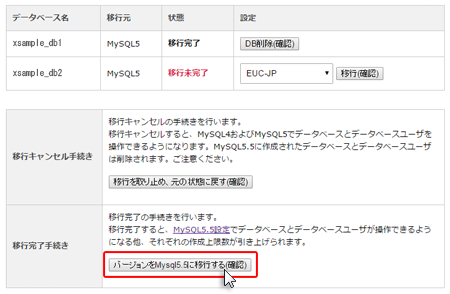 データベース名 移行元 状態 設定
xsample_db1 MySQL5 移行完了 DB削除(確認)
xsample_db2 MySQL5 移行未完了 EUC-JP 移行(確認)
移行キャンセル手続き
移行キャンセルの手続きを行います。
移行キャンセルすると、MySQL4およびMySQL5でデータベースとデータベースユーザを
操作できるようになります。MySQL5.5に作成されたデータベースとデータベースユーザ
は削除されます。ご注意ください。
移行を取り止め、元の状態に戻す(確認)
移行完了手続き
移行完了の手続きを行います。
移行完了すると、MySQL5.5設定でデータベースとデータベースユーザが操作できるよう
になる他、それぞれの作成上限数が引き上げられます。
バージョンをMysql5.5に移行する(確認)